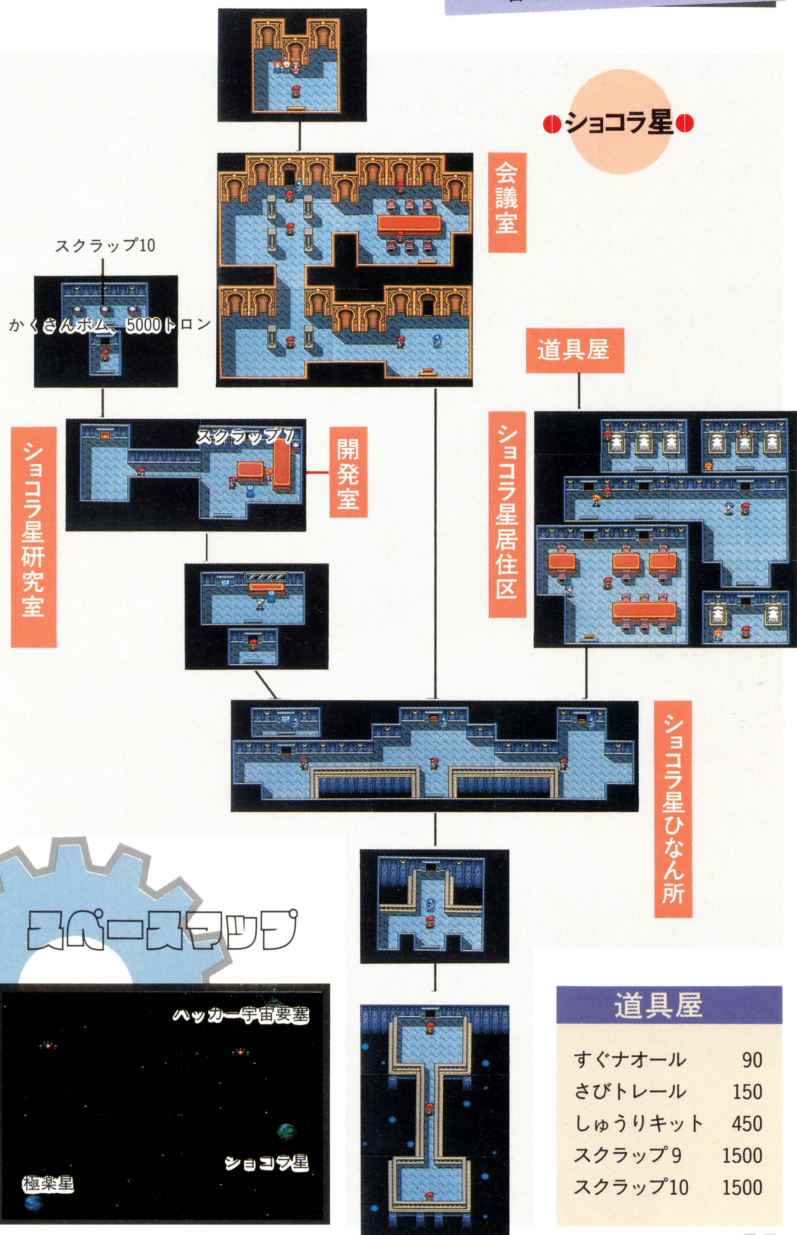 ショコラ星
会議室
スクラップ10
かくさんボム、5000トロン
道具屋
スクラップ7
開発室
ショコラ星研究室
ショコラ星居住区
ショコラ星ひなん所
スペースマップ
ハッカー宇宙要塞
ショコラ星
極楽星
道具屋
すぐナオール 90
さびトレール 150
しゅうりキット 450
スクラップ9 1500
スクラップ10 1500